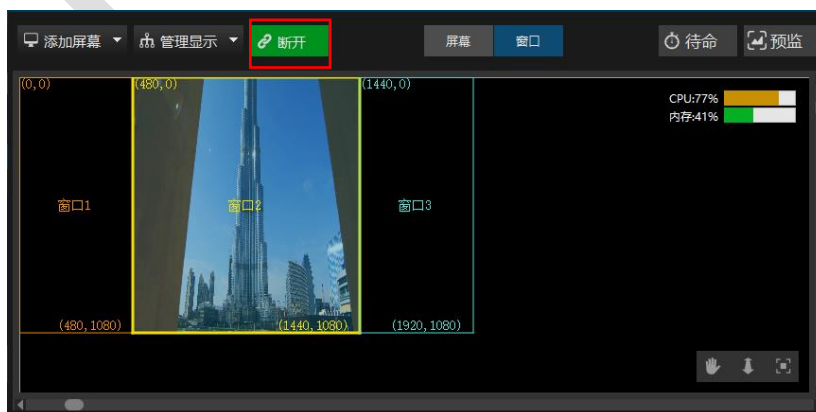 添加屏幕 管理显示 断开 屏幕 窗口 待命 预监
(0,0) (480,0) (1440,0)
CPU:77%
内存:41%
窗口1 窗口2 窗口3
(480,1080) (1440,1080) (1920,1080)